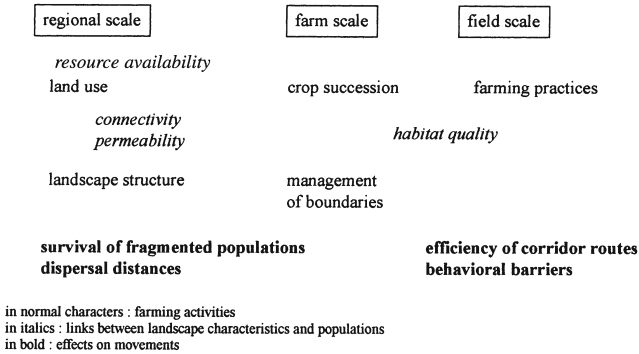 regional scale farm scale field scale
resource availability
land use crop succession farming practices
connectivity
permeability habitat quality
landscape structure management
of boundaries
survival of fragmented populations efficiency of corridor routes
dispersal distances behavioral barriers
in normal characters : farming activities
in italics : links between landscape characteristics and populations
in bold : effects on movements